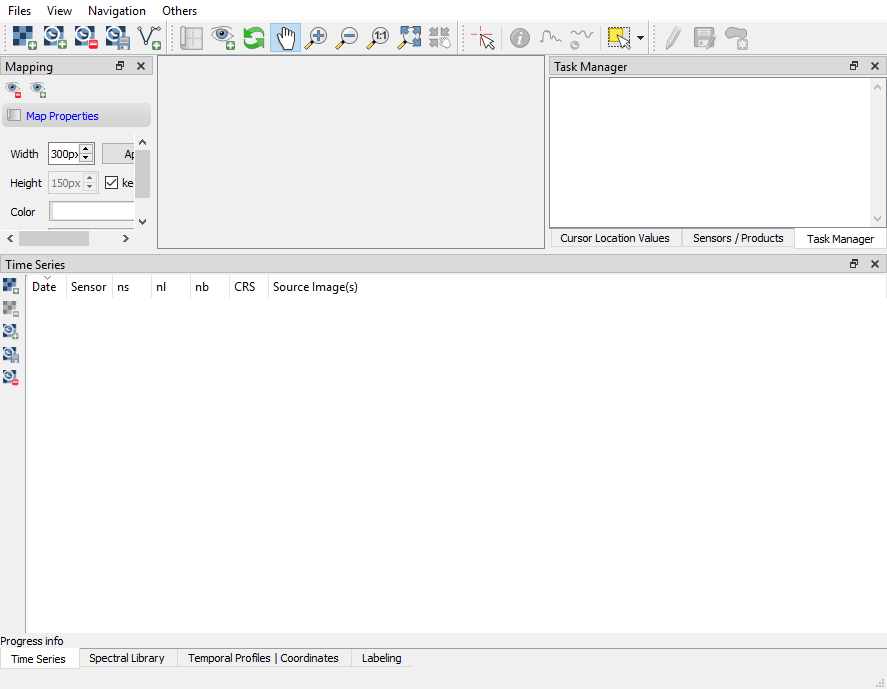 Files View Navigation Others
1:1
Mapping
Task Manager
Map Properties
Width 300px
Height 150px ke
Color
Cursor Location Values Sensors / Products Task Manager
Time Series
Date Sensor ns nl nb CRS Source Image(s)
Progress info
Time Series Spectral Library Temporal Profiles | Coordinates Labeling